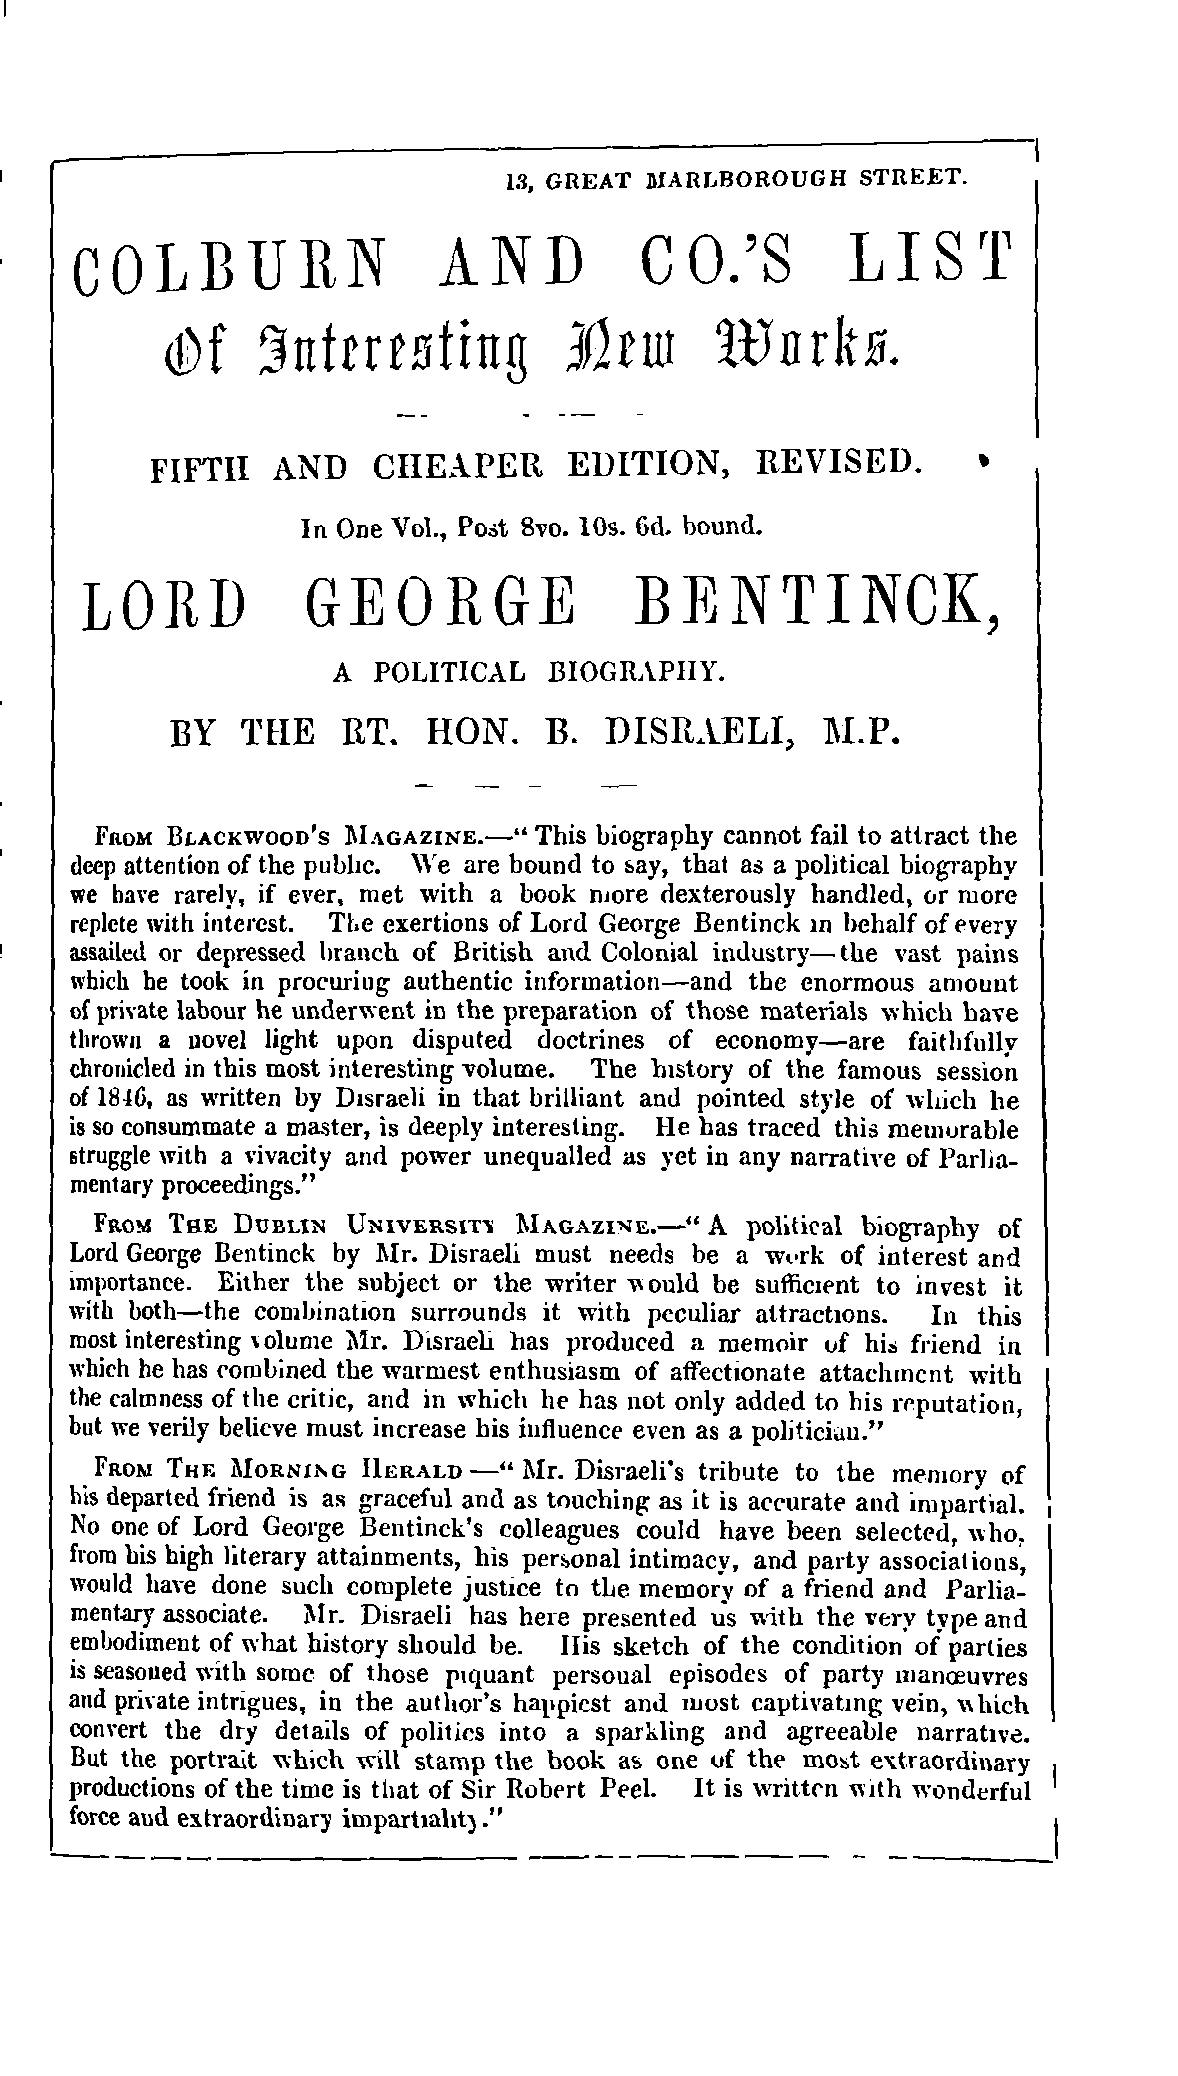 13, GREAT MARLBOROUGH STREET.
COLBURN AND CO.'S LIST
Of Interesting New Works.
FIFTH AND CHEAPER EDITION, REVISED.
In One Vol., Post 8vo. 10s. 6d. bound.
LORD GEORGE BENTINCK,
A POLITICAL BIOGRAPHY.
BY THE RT. HON. B. DISRAELI, M.P.
FROM BLACKWOOD'S MAGAZINE.—"This biography cannot fail to attract the
deep attention of the public. We are bound to say, that as a political biography
we have rarely, if ever, met with a book more dexterously handled, or more
replete with interest. The exertions of Lord George Bentinck in behalf of every
assailed or depressed branch of British and Colonial industry—the vast pains
which he took in procuring authentic information—and the enormous amount
of private labour he underwent in the preparation of those materials which have
thrown a novel light upon disputed doctrines of economy—are faithfully
chronicled in this most interesting volume. The history of the famous session
of 1846, as written by Disraeli in that brilliant and pointed style of which he
is so consummate a master, is deeply interesting. He has traced this memorable
struggle with a vivacity and power unequalled as yet in any narrative of Parlia-
mentary proceedings."
FROM THE DUBLIN UNIVERSITY MAGAZINE.—"A political biography of
Lord George Bentinck by Mr. Disraeli must needs be a work of interest and
importance. Either the subject or the writer would be sufficient to invest it
with both—the combination surrounds it with peculiar attractions. In this
most interesting volume Mr. Disraeli has produced a memoir of his friend in
which he has combined the warmest enthusiasm of affectionate attachment with
the calmness of the critic, and in which he has not only added to his reputation,
but we verily believe must increase his influence even as a politician."
FROM THE MORNING HERALD—"Mr. Disraeli's tribute to the memory of
his departed friend is as graceful and as touching as it is accurate and impartial.
No one of Lord George Bentinck's colleagues could have been selected, who,
from his high literary attainments, his personal intimacy, and party associations,
would have done such complete justice to the memory of a friend and Parlia-
mentary associate. Mr. Disraeli has here presented us with the very type and
embodiment of what history should be. His sketch of the condition of parties
is seasoned with some of those piquant personal episodes of party manœuvres
and private intrigues, in the author's happiest and most captivating vein, which
convert the dry details of politics into a sparkling and agreeable narrative.
But the portrait which will stamp the book as one of the most extraordinary
productions of the time is that of Sir Robert Peel. It is written with wonderful
force and extraordinary impartiality."